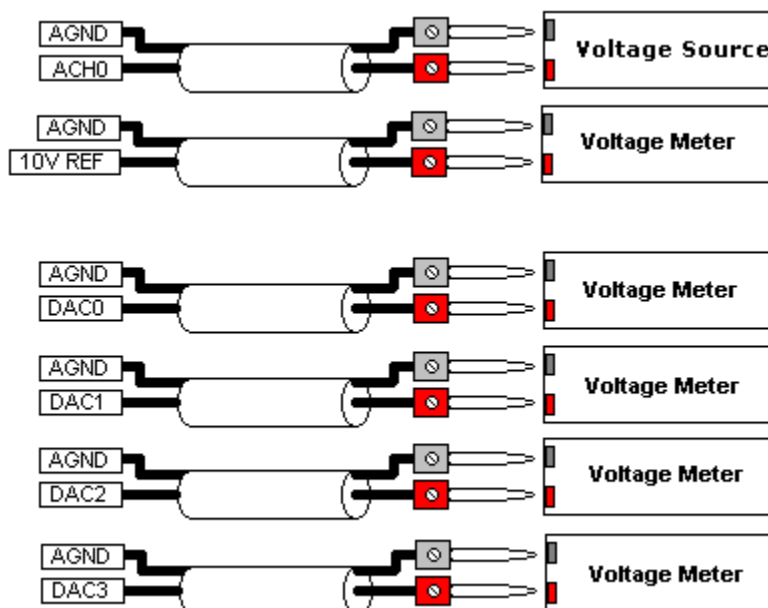 AGND
ACH0
Voltage Source
AGND
10V REF
Voltage Meter
AGND
DAC0
Voltage Meter
AGND
DAC1
Voltage Meter
AGND
DAC2
Voltage Meter
AGND
DAC3
Voltage Meter